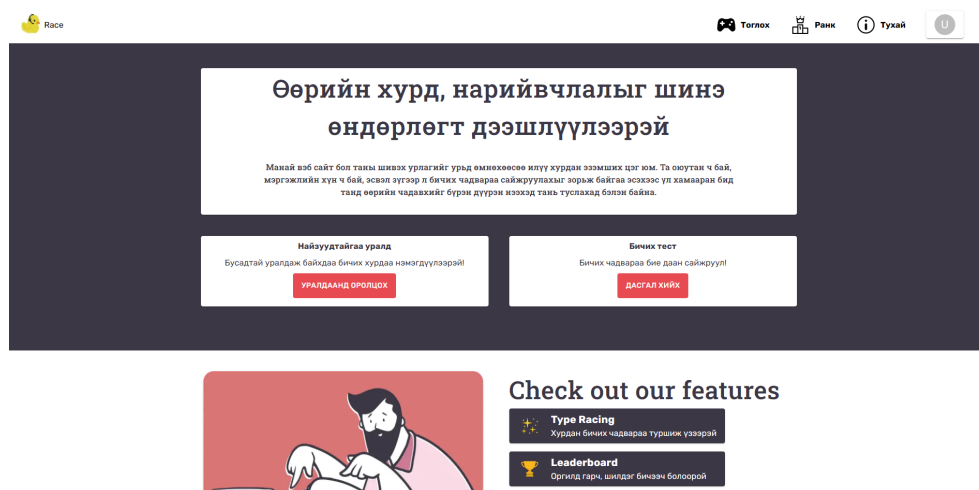 Race
Тоглох
Ранк
Тухай
U
Өөрийн хурд, нарийвчлалыг шинэ
өндөрлөгт дээшлүүлээрэй
Манай вэб сайт бол таны шивэх урлагийг урьд өмнөхөөсөө илүү хурдан эзэмших цэг юм. Та оюутан ч бай,
мэргэжлийн хүн ч бай, эсвэл зүгээр л бичих чадвараа сайжруулахыг зорьж байгаа эсэхээс үл хамааран бид
танд өөрийн чадавхийг бүрэн дүүрэн нээхэд тань туслахад бэлэн байна.
Найзуудтайгаа уралд
Бусадтай уралдаж байхдаа бичих хурдаа нэмэгдүүлээрэй!
УРАЛДААНД ОРОЛЦОХ
Бичих тест
Бичих чадвараа бие даан сайжруул!
ДАСГАЛ ХИЙХ
Check out our features
Type Racing
Хурдан бичих чадвараа туршиж үзээрэй
Leaderboard
Оргилд гарч, шилдэг бичээч болоорой